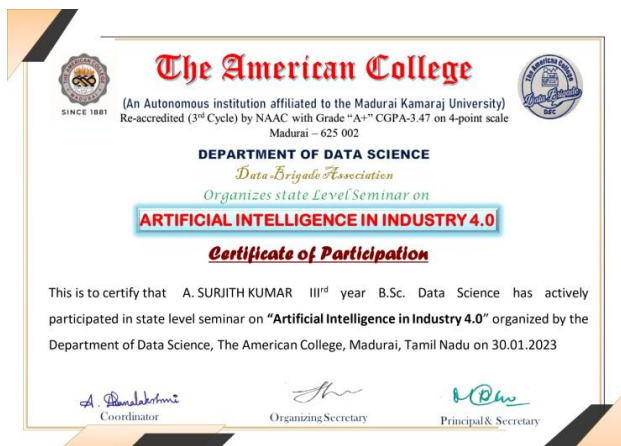 The American College
SINCE 1881
(An Autonomous institution affiliated to the Madurai Kamaraj University)
Re-accredited (3rd Cycle) by NAAC with Grade “A+” CGPA-3.47 on 4-point scale
Madurai – 625 002
DEPARTMENT OF DATA SCIENCE
Data Brigade Association
Organizes state Level Seminar on
ARTIFICIAL INTELLIGENCE IN INDUSTRY 4.0
Certificate of Participation
This is to certify that A. SURJITH KUMAR IIIrd year B.Sc. Data Science has actively
participated in state level seminar on “Artificial Intelligence in Industry 4.0” organized by the
Department of Data Science, The American College, Madurai, Tamil Nadu on 30.01.2023
Coordinator
Organizing Secretary
Principal & Secretary